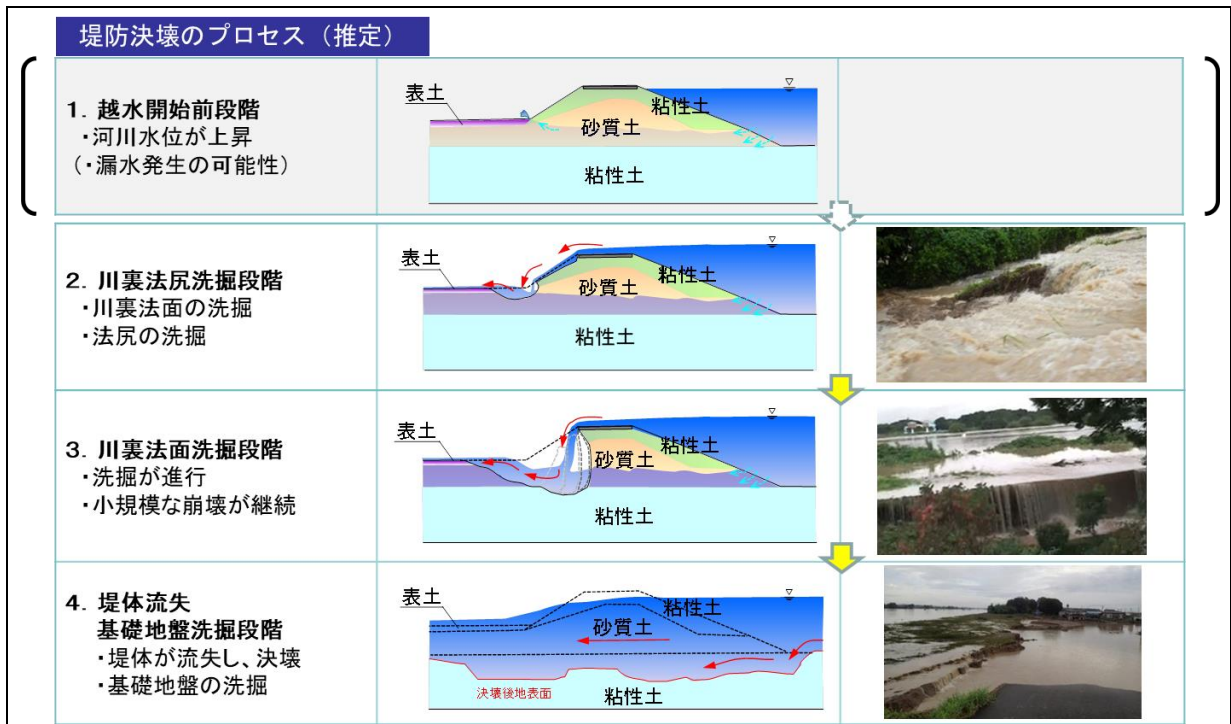 堤防決壊のプロセス（推定）
1. 越水開始前段階
・河川水位が上昇
（・漏水発生の可能性）
表土
粘性土
砂質土
粘性土
2. 川裏法尻洗掘段階
・川裏法面の洗掘
・法尻の洗掘
表土
粘性土
砂質土
粘性土
3. 川裏法面洗掘段階
・洗掘が進行
・小規模な崩壊が継続
表土
粘性土
砂質土
粘性土
4. 堤体流失
基礎地盤洗掘段階
・堤体が流失し、決壊
・基礎地盤の洗掘
表土
粘性土
砂質土
決壊後地表面
粘性土